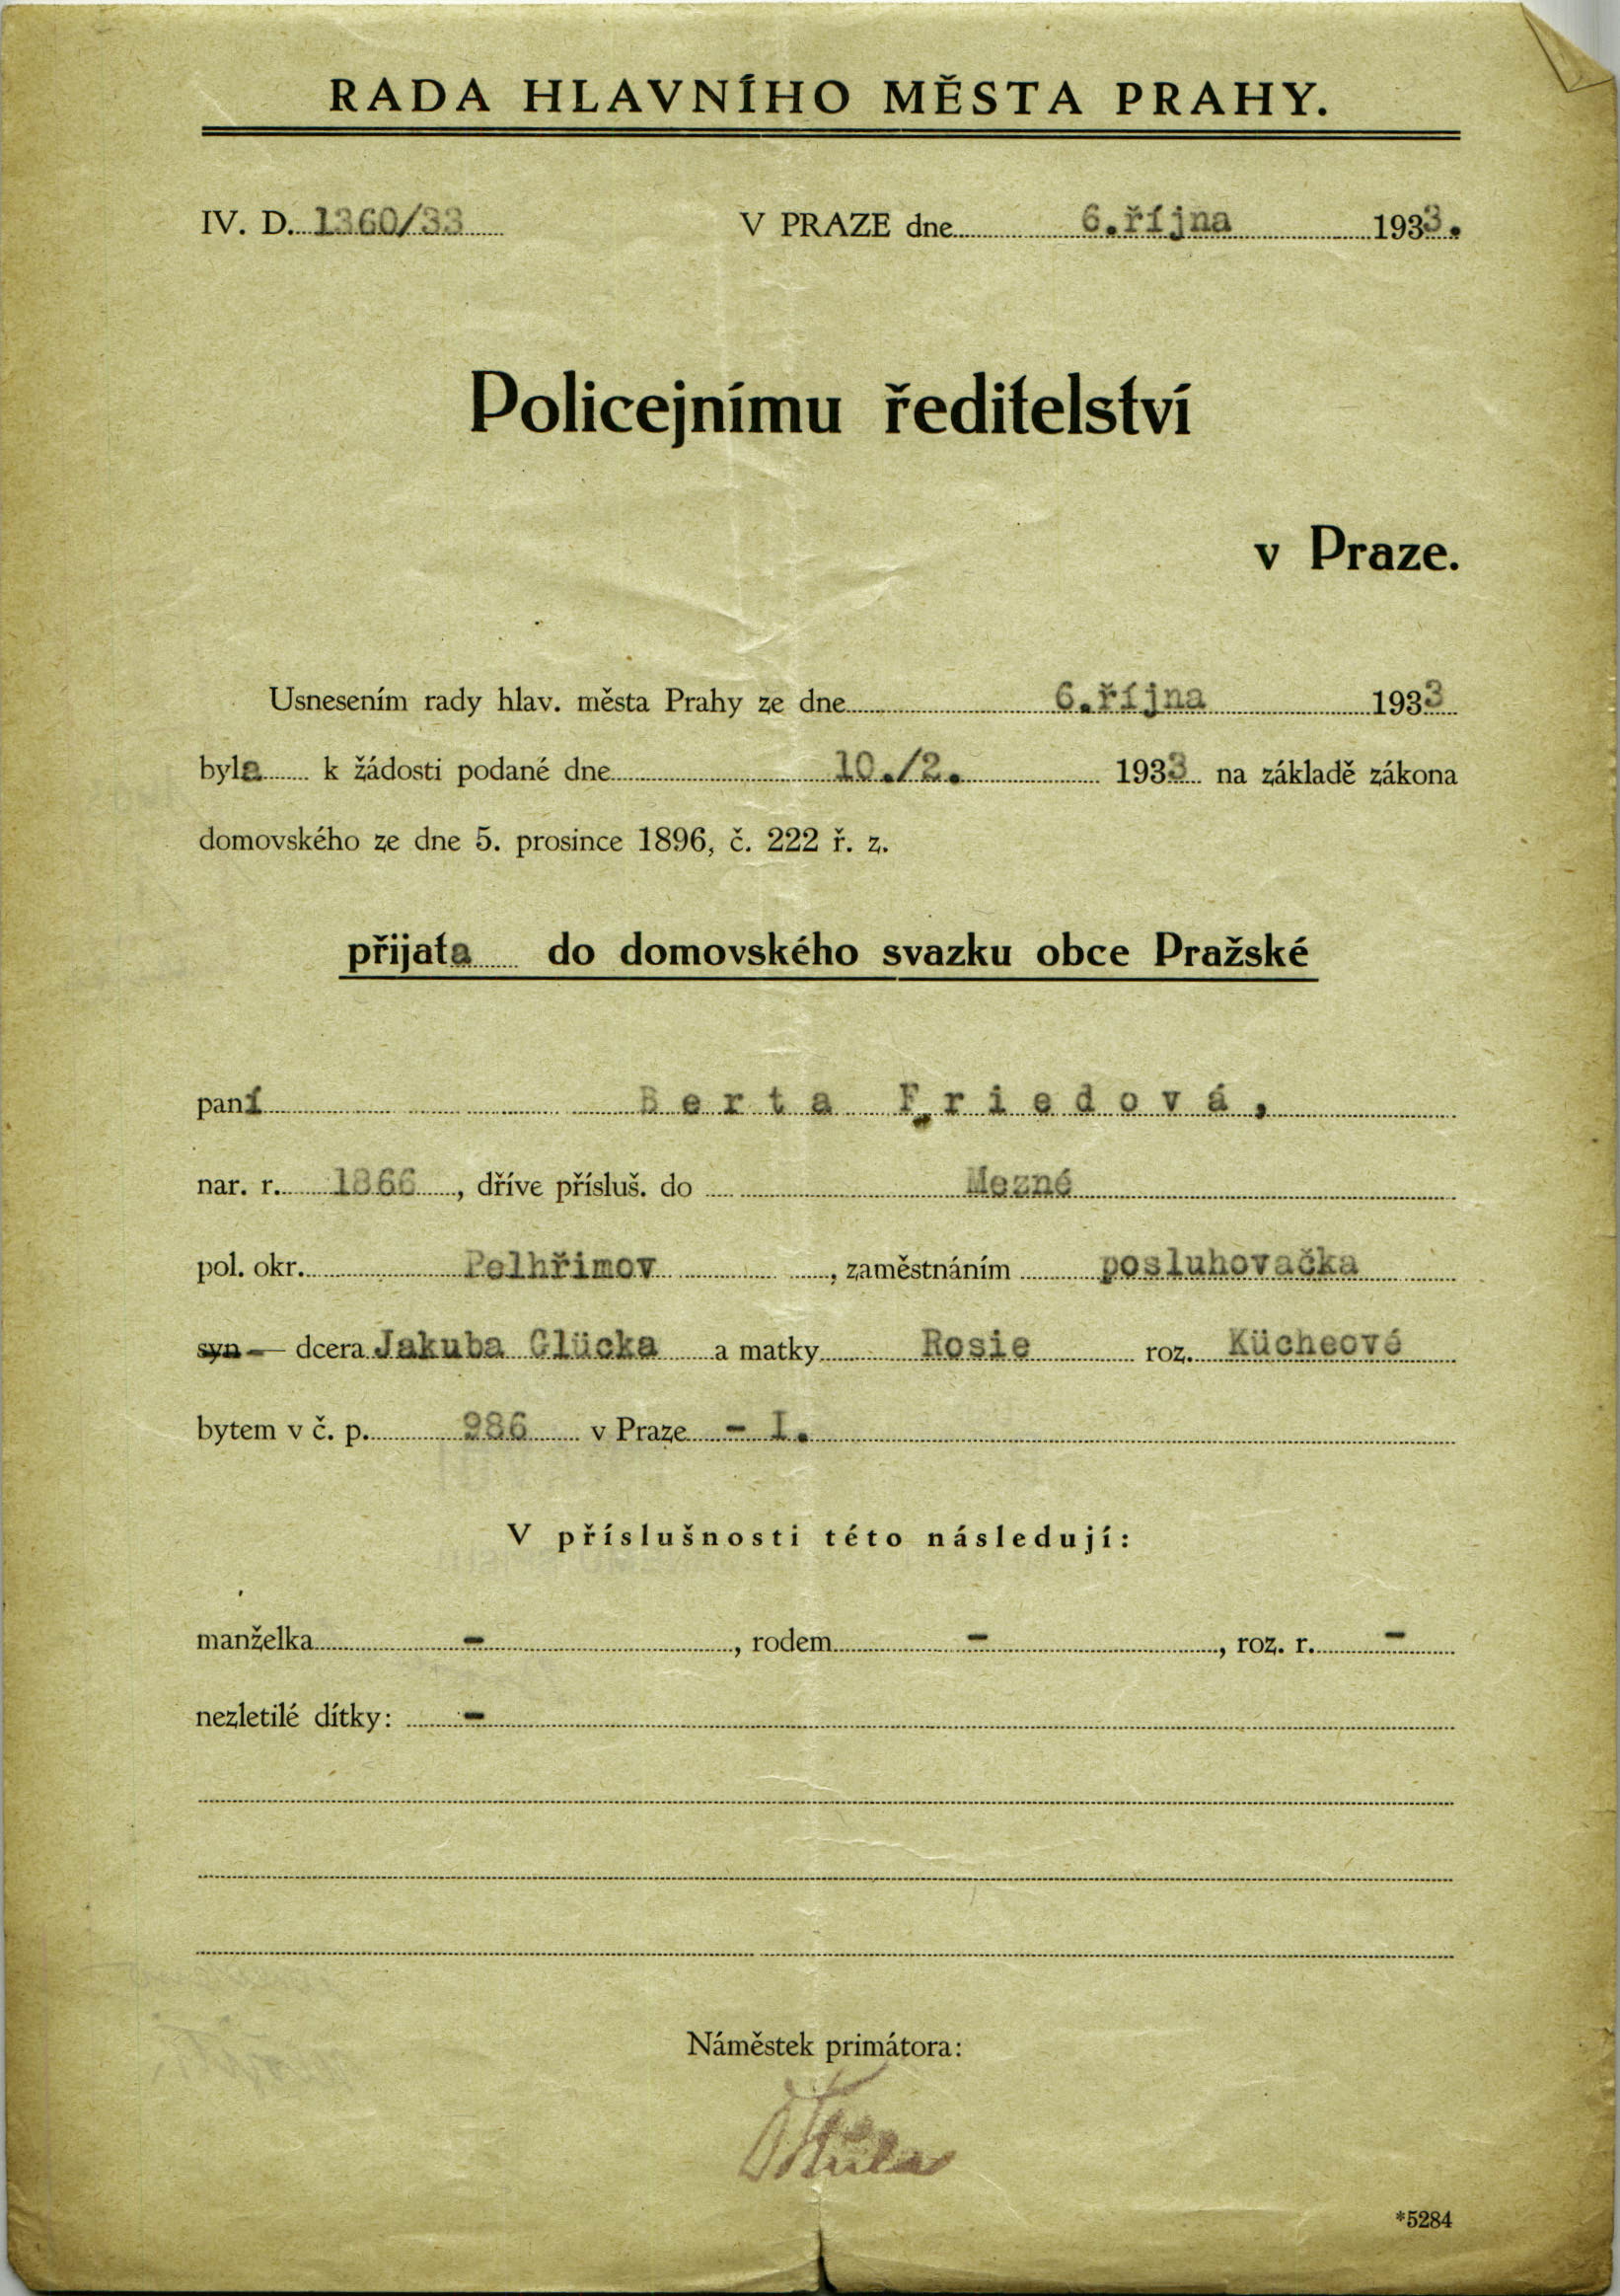 RADA HLAVNÍHO MĚSTA PRAHY.
IV. D. 1360/33 V PRAZE dne 6.října 1933.
Policejnímu ředitelství
v Praze.
Usnesením rady hlav. města Prahy ze dne 6.října 1933
byla k žádosti podané dne 10./2. 1933 na základě zákona
domovského ze dne 5. prosince 1896, č. 222 ř. z.
přijata do domovského svazku obce Pražské
paní Berta Friedová,
nar. r. 1866, dříve přísluš. do Mezné
pol. okr. Pelhřimov, zaměstnáním posluhovačka
syn — dcera Jakuba Glücka a matky Rosie roz. Kücheové
bytem v č. p. 986 v Praze - I.
V příslušnosti této následují:
manželka -, rodem -, roz. r. -
nezletilé dítky: -
Náměstek primátora:
*5284